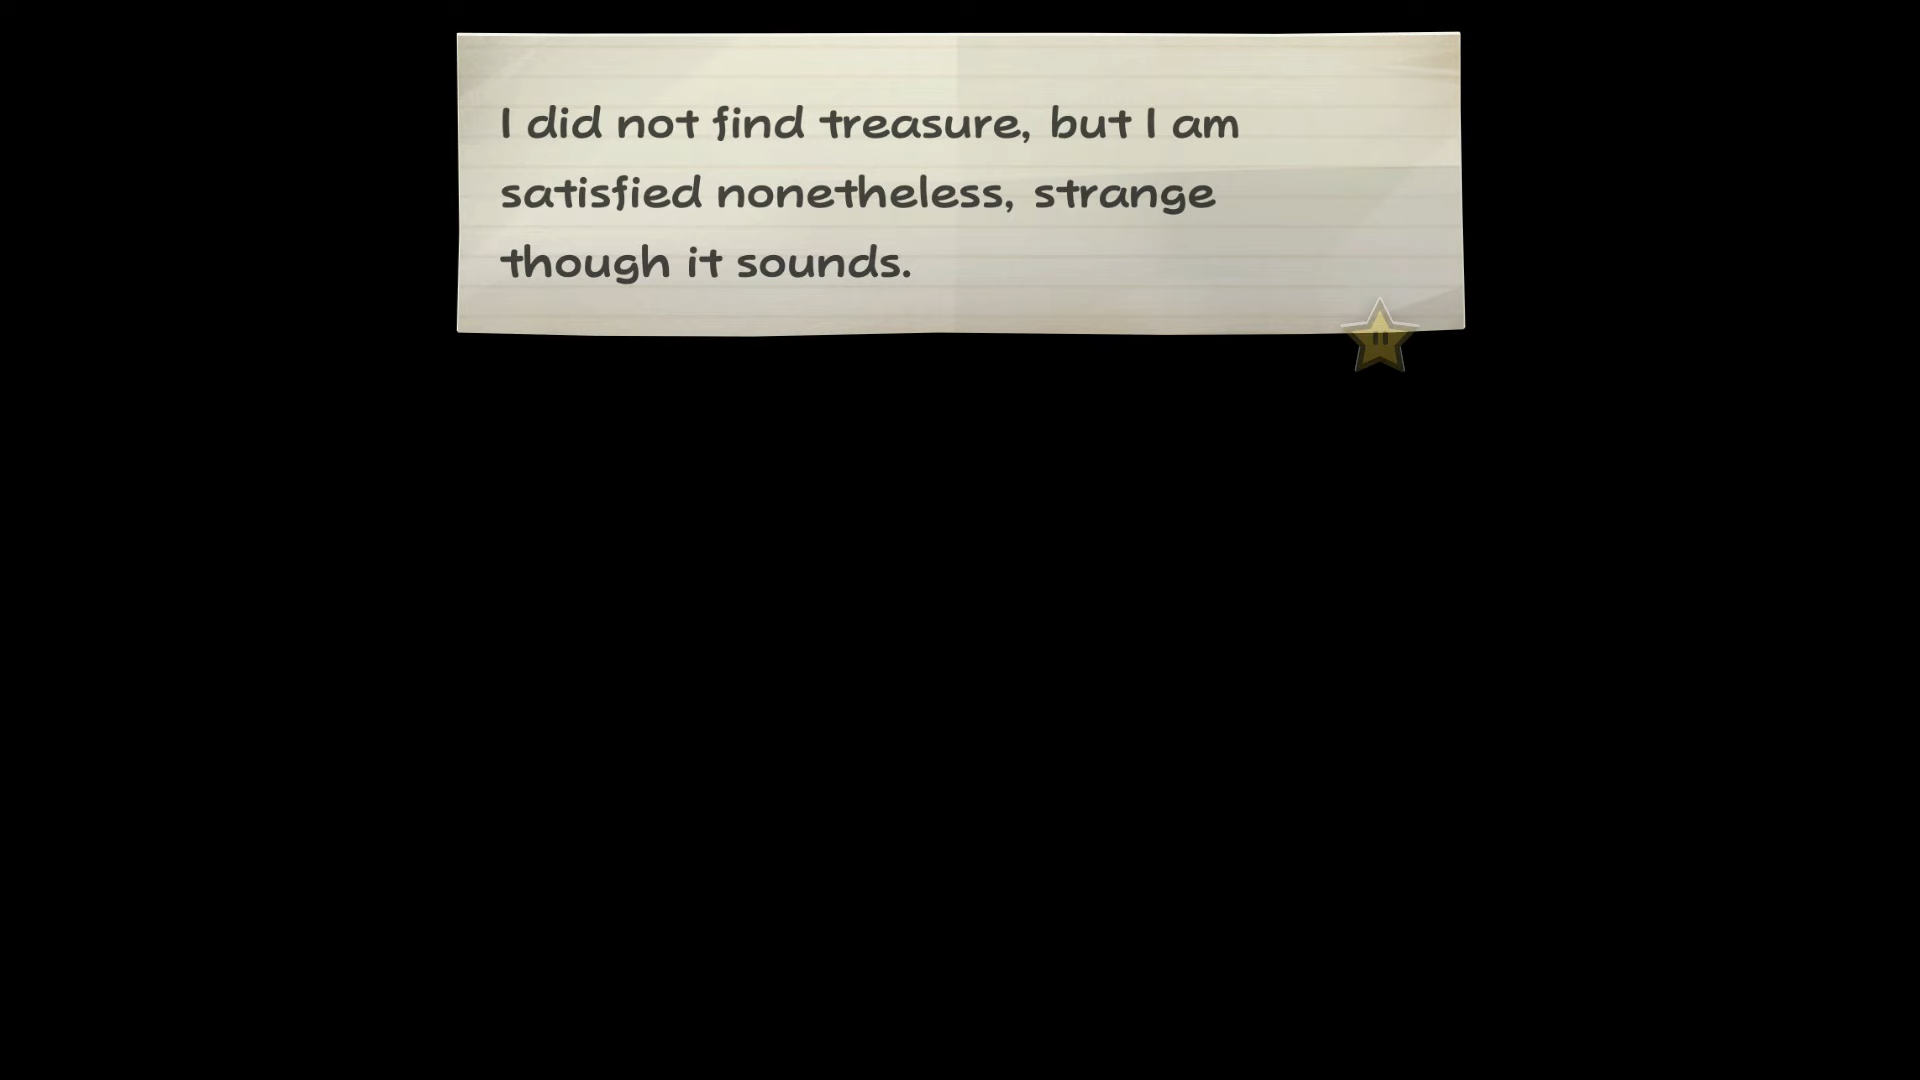 I did not find treasure, but I am
satisfied nonetheless, strange
though it sounds.